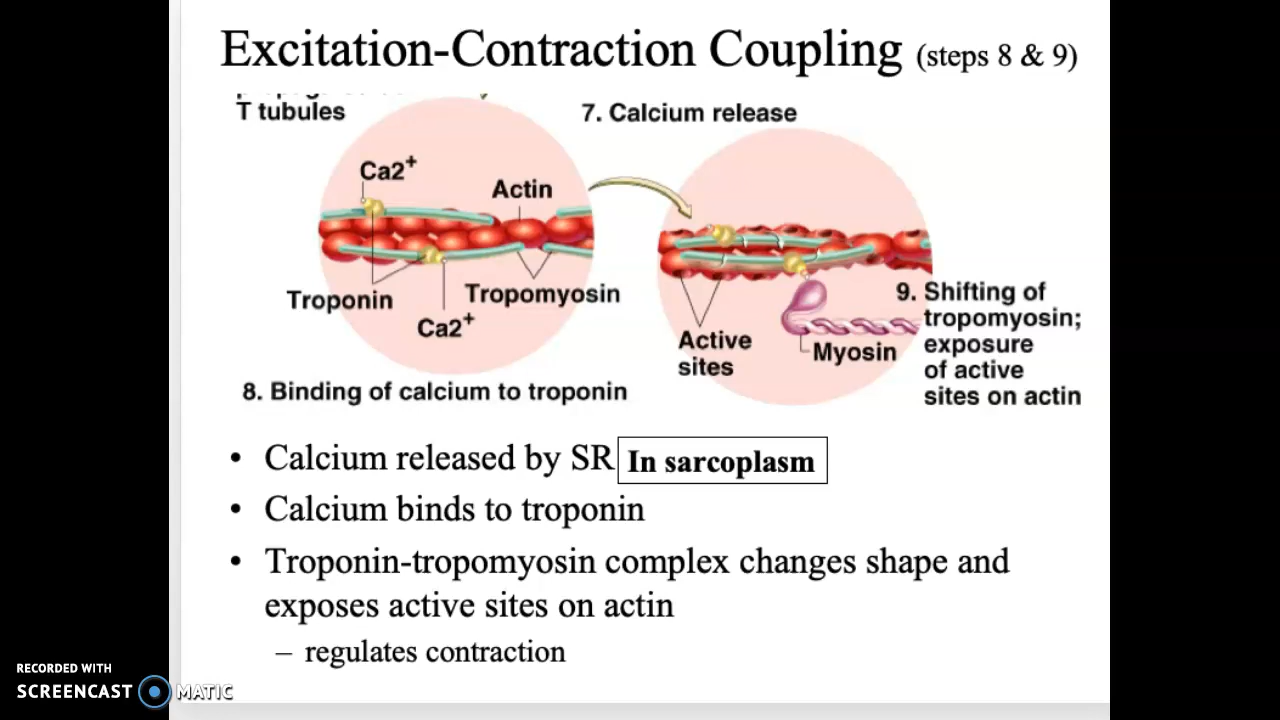 Excitation-Contraction Coupling (steps 8 & 9)
T tubules
7. Calcium release
Ca2+
Actin
Troponin
Tropomyosin
Ca2+
8. Binding of calcium to troponin
Active
sites
Myosin
9. Shifting of
tropomyosin;
exposure
of active
sites on actin
• Calcium released by SR In sarcoplasm
• Calcium binds to troponin
• Troponin-tropomyosin complex changes shape and
exposes active sites on actin
– regulates contraction
RECORDED WITH
SCREENCAST MATIC